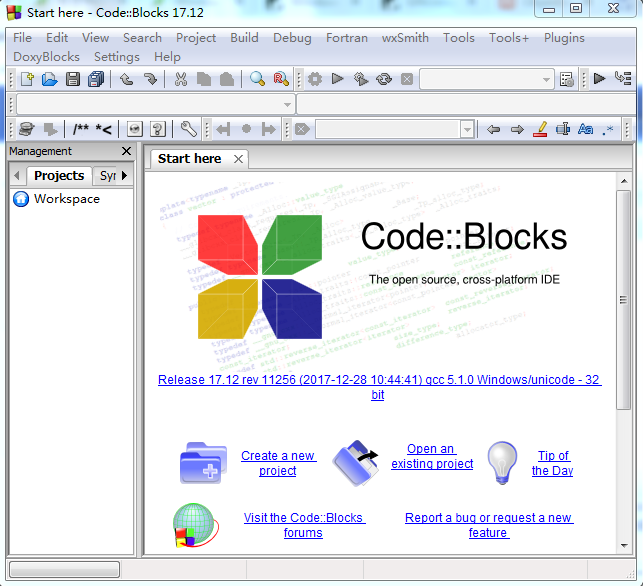 Start here - Code::Blocks 17.12
File Edit View Search Project Build Debug Fortran wxSmith Tools Tools+ Plugins
DoxyBlocks Settings Help
/** *<
Management
Start here
Projects
Workspace
Code::Blocks
The open source, cross-platform IDE
Release 17.12 rev 11256 (2017-12-28 10:44:41) gcc 5.1.0 Windows/unicode - 32
bit
Create a new
project
Open an
existing project
Tip of
the Day
Visit the Code::Blocks
forums
Report a bug or request a new
feature